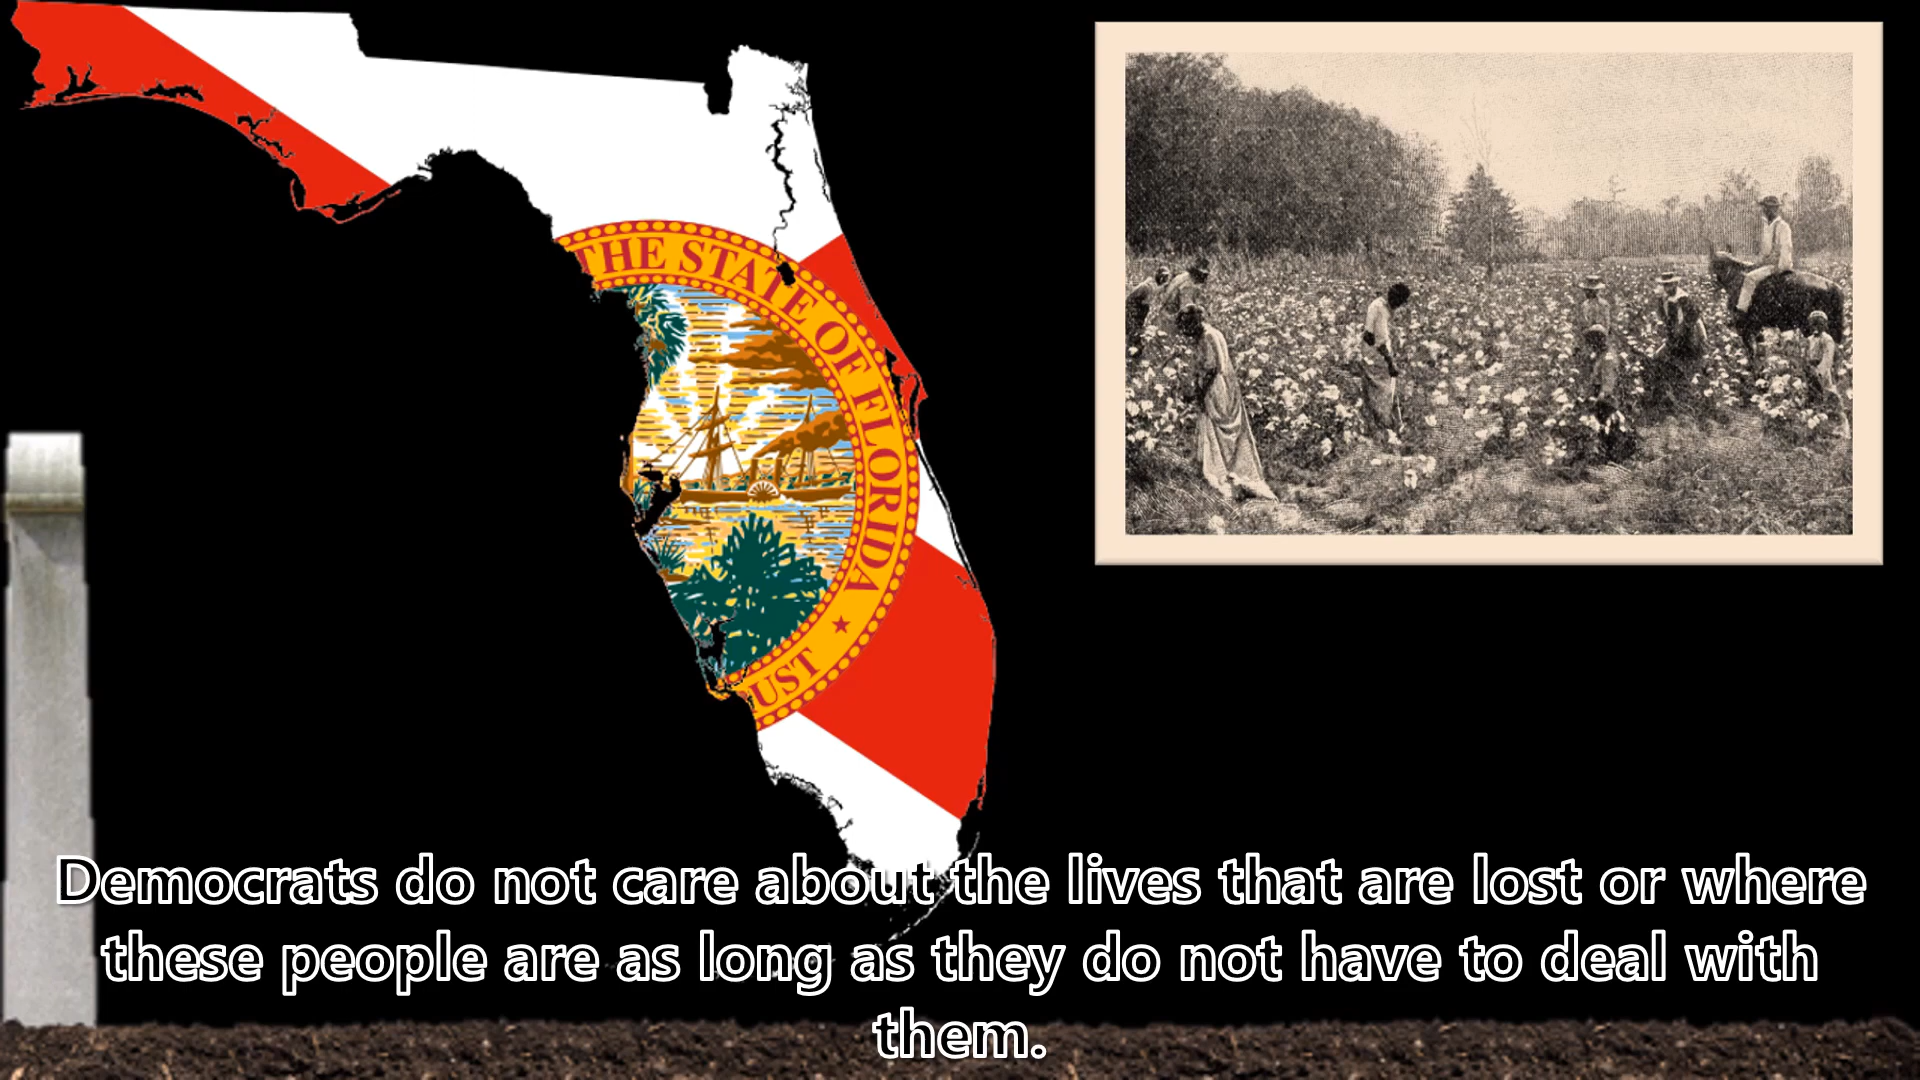 THE STATE OF FLORIDA
UST
Democrats do not care about the lives that are lost or where
these people are as long as they do not have to deal with
them.